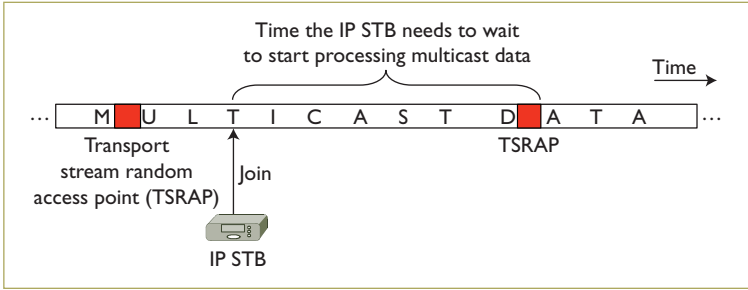 Time the IP STB needs to wait
to start processing multicast data
Time
... M U L T I C A S T D A T A ...
Transport
stream random
access point (TSRAP)
TSRAP
Join
IP STB